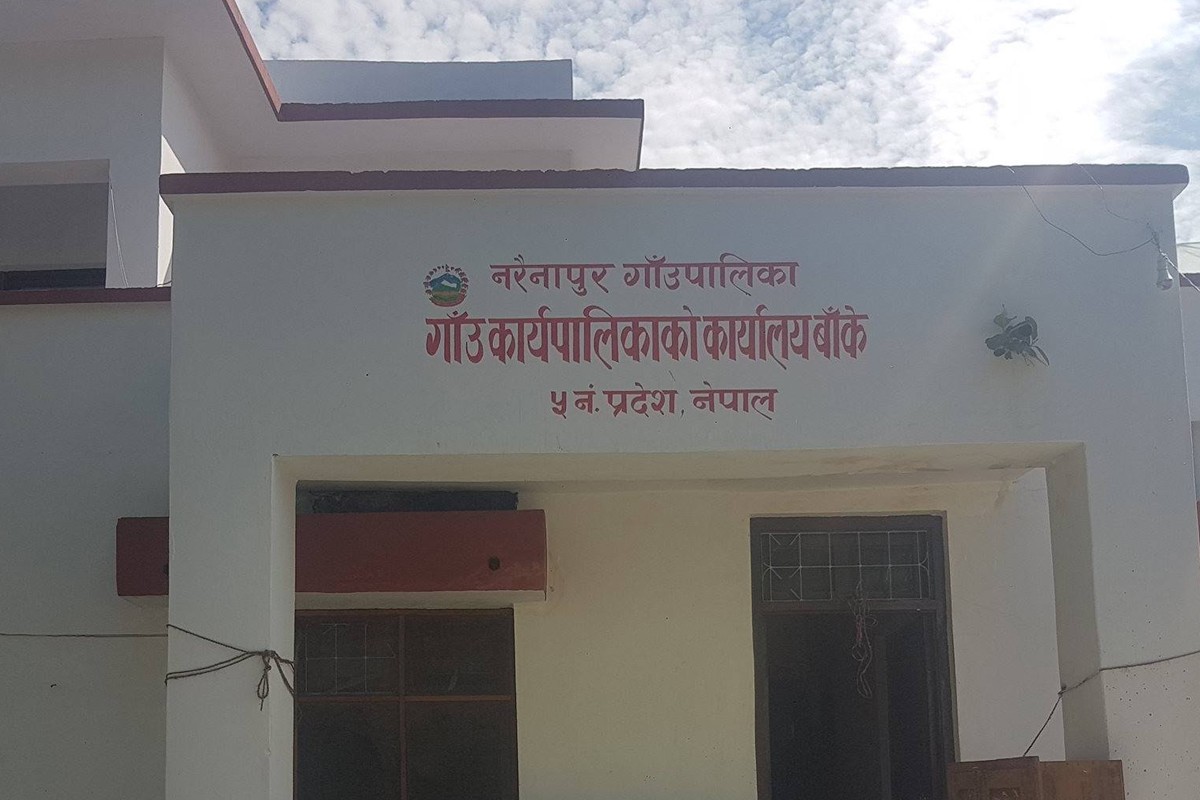 नरैनापुर गाँउपालिका
गाँउ कार्यपालिकाको कार्यालय बाँके
५ नं. प्रदेश, नेपाल